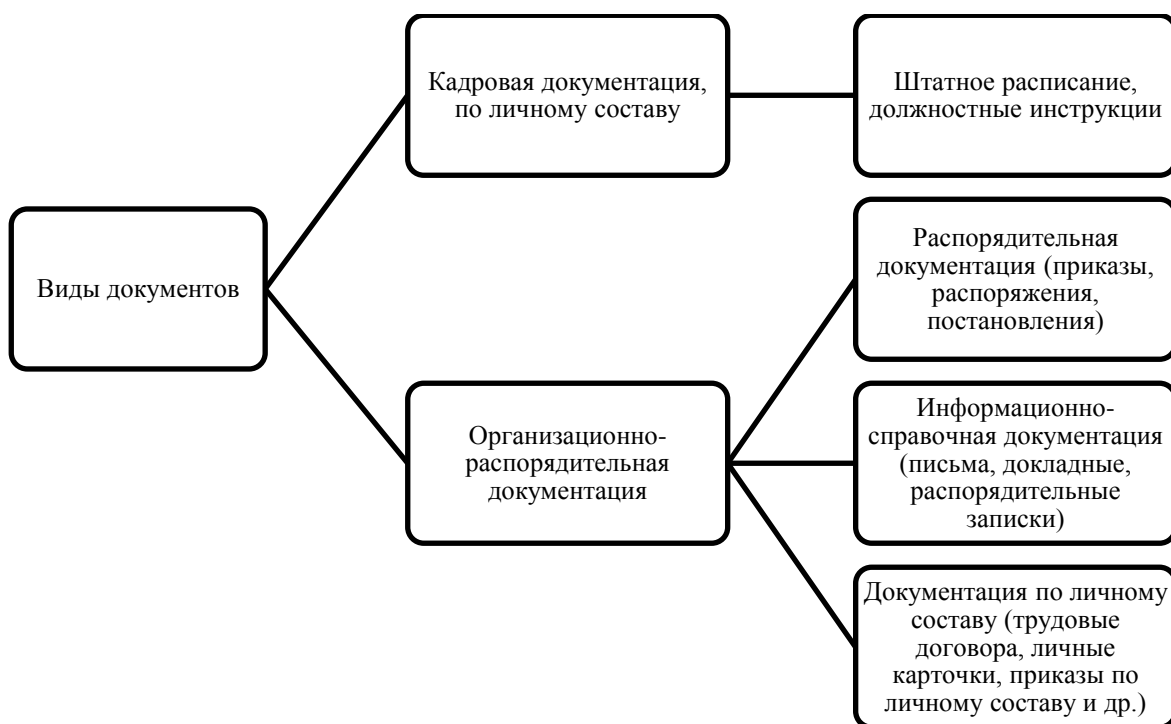 Виды документов
Кадровая документация,
по личному составу
Штатное расписание,
должностные инструкции
Организационно-
распорядительная
документация
Распорядительная
документация (приказы,
распоряжения,
постановления)
Информационно-
справочная документация
(письма, докладные,
распорядительные
записки)
Документация по личному
составу (трудовые
договора, личные
карточки, приказы по
личному составу и др.)